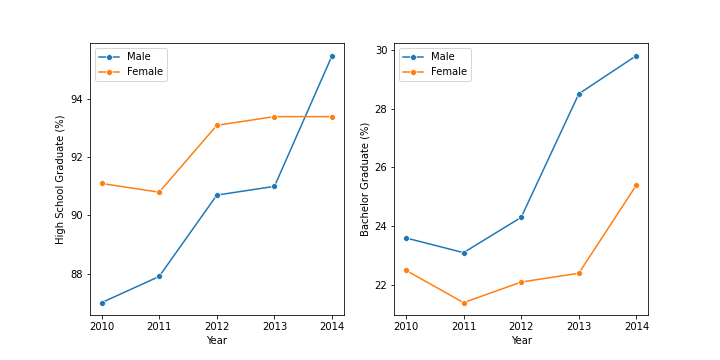 Male
Female
94
92
90
88
High School Graduate (%)
2010 2011 2012 2013 2014
Year
Male
Female
30
28
26
24
22
Bachelor Graduate (%)
2010 2011 2012 2013 2014
Year